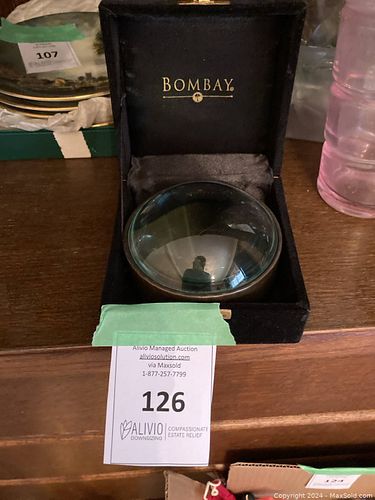 107
BOMBAY
Alivio Managed Auction
aliviosolution.com
via Maxsold
1-877-257-7799
126
ALIVIO
DOWNSIZING
COMPASSIONATE
ESTATE RELIEF
124
Copyright 2024 - MaxSold.com